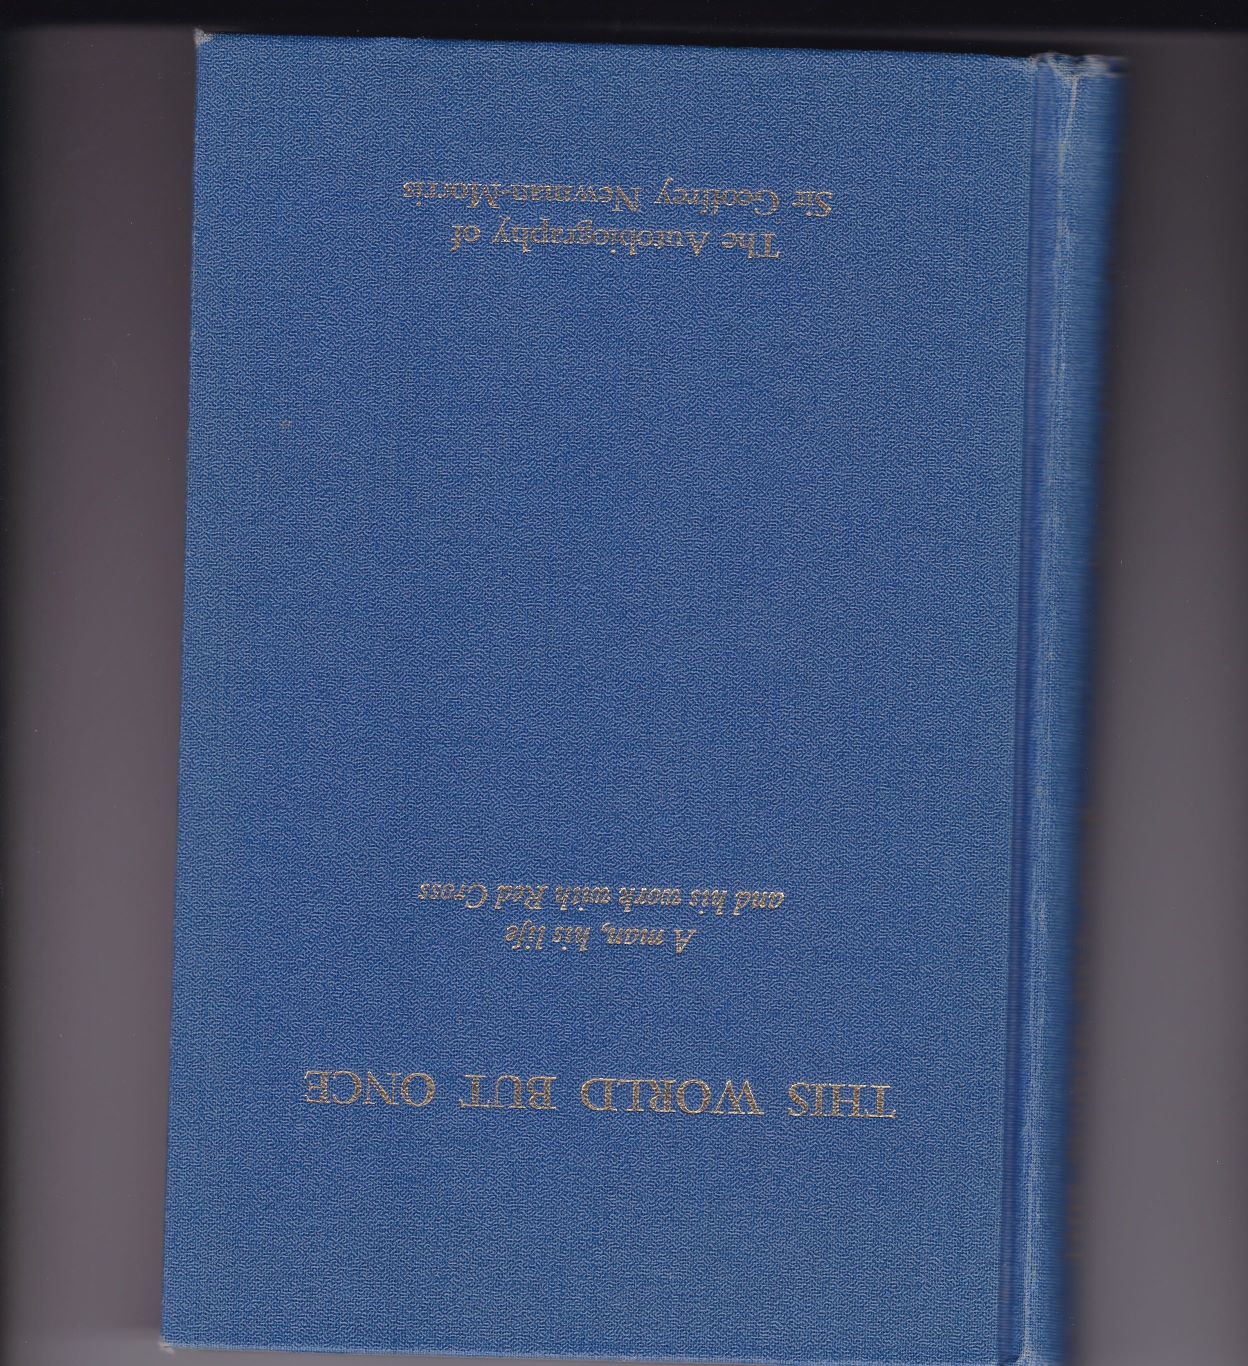 THIS WORLD BUT ONCE
A man, his life
and his work with Red Cross
The Autobiography of
Sir Geoffrey Newman-Morris